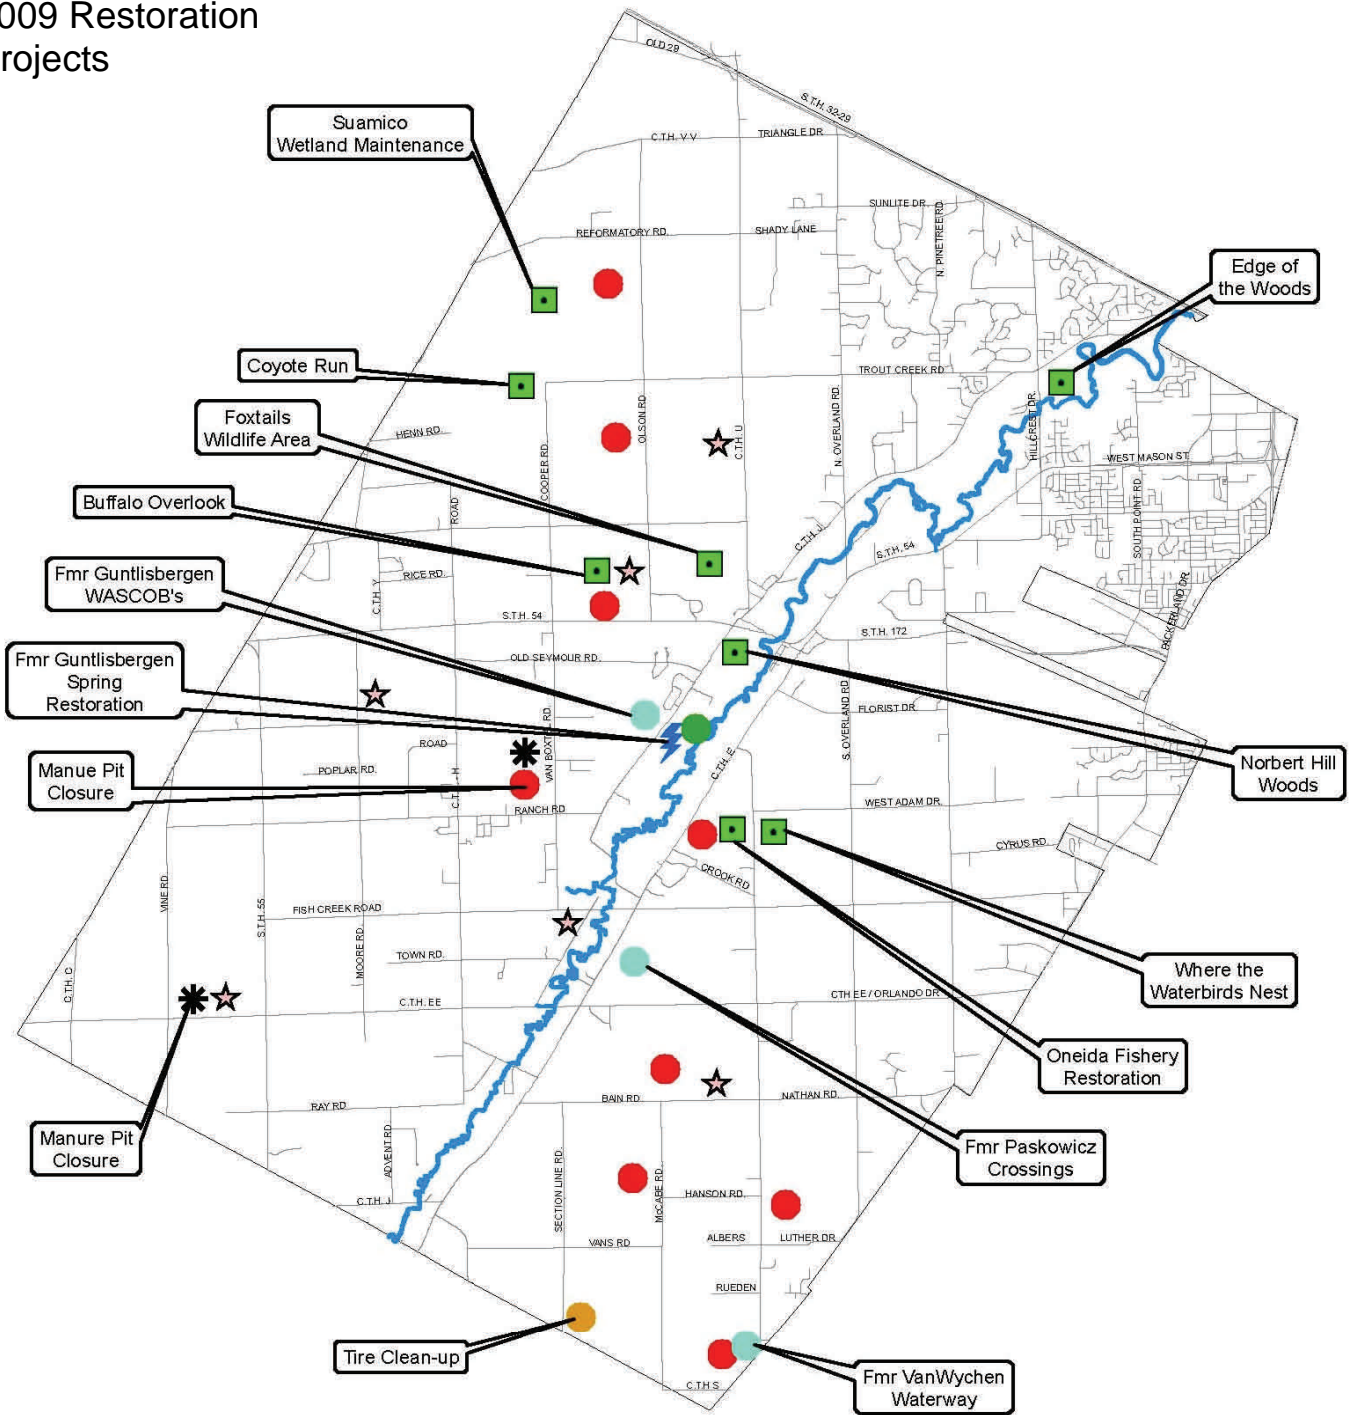 009 Restoration
rojects
OLD 29
S.T.H. 32-29
C.T.H. V V
TRIANGLE DR.
Suamico
Wetland Maintenance
SUNLITE DR.
N. PINETREE RD.
REFORMATORY RD.
SHADY LANE
Edge of
the Woods
Coyote Run
TROUT CREEK RD
Foxtails
Wildlife Area
HENN RD.
OLSON RD.
C.T.H. U
N. OVERLAND RD.
HILLCREST DR.
WEST MASON ST.
COOPER RD.
SOUTH POINT RD.
Buffalo Overlook
ROAD
C.T.H. J
S.T.H. 54
Fmr Guntlisbergen
WASCOB's
RICE RD.
C.T.H. Y
PACKERLAND DR
S.T.H. 54
S.T.H. 172
Fmr Guntlisbergen
Spring
Restoration
OLD SEYMOUR RD.
S. OVERLAND RD.
FLORIST DR.
VAN BOXTEL RD.
ROAD
C.T.H. E
Norbert Hill
Woods
Manue Pit
Closure
POPLAR RD.
C.T.H. H
RANCH RD
WEST ADAM DR.
CYRUS RD.
CROOK RD
VINE RD.
S.T.H. 55
FISH CREEK ROAD
MOORE RD.
TOWN RD.
C.T.H. C
Where the
Waterbirds Nest
C.T.H. EE
CTH EE / ORLANDO DR
Oneida Fishery
Restoration
BAIN RD.
NATHAN RD.
RAY RD.
Manure Pit
Closure
ADVENT RD
Fmr Paskowicz
Crossings
SECTION LINE RD.
McCABE RD.
HANSON RD.
C.T.H. J
VANS RD
ALBERS
LUTHER DR.
RUEDEN
Tire Clean-up
Fmr VanWychen
Waterway
C.T.H S